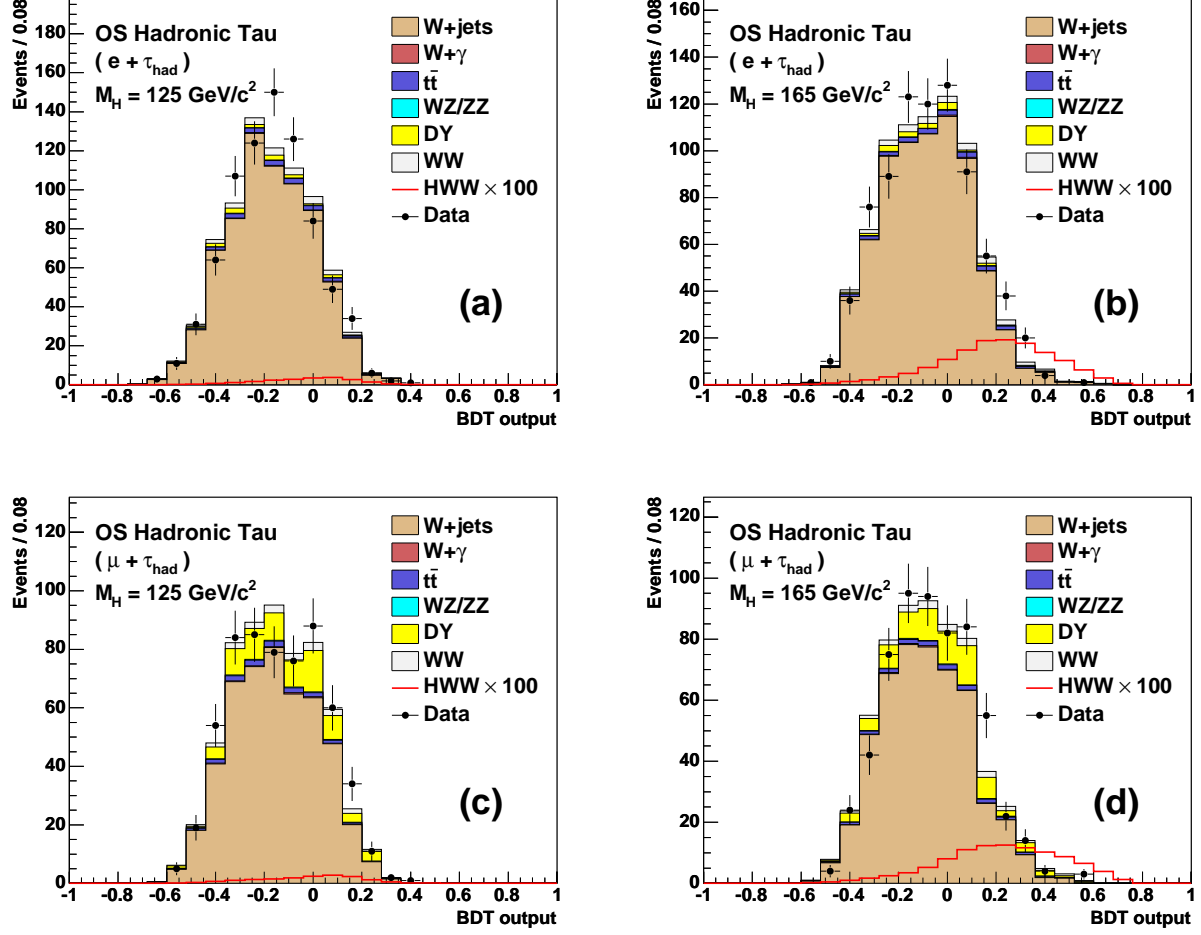 Events / 0.08
180
160
140
120
100
80
60
40
20
0
-1 -0.8 -0.6 -0.4 -0.2 0 0.2 0.4 0.6 0.8 1
BDT output
OS Hadronic Tau
( e + τhad )
MH = 125 GeV/c2
W+jets
W+γ
tt̄
WZ/ZZ
DY
WW
HWW × 100
Data
(a)
Events / 0.08
160
140
120
100
80
60
40
20
0
-1 -0.8 -0.6 -0.4 -0.2 0 0.2 0.4 0.6 0.8 1
BDT output
OS Hadronic Tau
( e + τhad )
MH = 165 GeV/c2
W+jets
W+γ
tt̄
WZ/ZZ
DY
WW
HWW × 100
Data
(b)
Events / 0.08
120
100
80
60
40
20
0
-1 -0.8 -0.6 -0.4 -0.2 0 0.2 0.4 0.6 0.8 1
BDT output
OS Hadronic Tau
( μ + τhad )
MH = 125 GeV/c2
W+jets
W+γ
tt̄
WZ/ZZ
DY
WW
HWW × 100
Data
(c)
Events / 0.08
120
100
80
60
40
20
0
-1 -0.8 -0.6 -0.4 -0.2 0 0.2 0.4 0.6 0.8 1
BDT output
OS Hadronic Tau
( μ + τhad )
MH = 165 GeV/c2
W+jets
W+γ
tt̄
WZ/ZZ
DY
WW
HWW × 100
Data
(d)